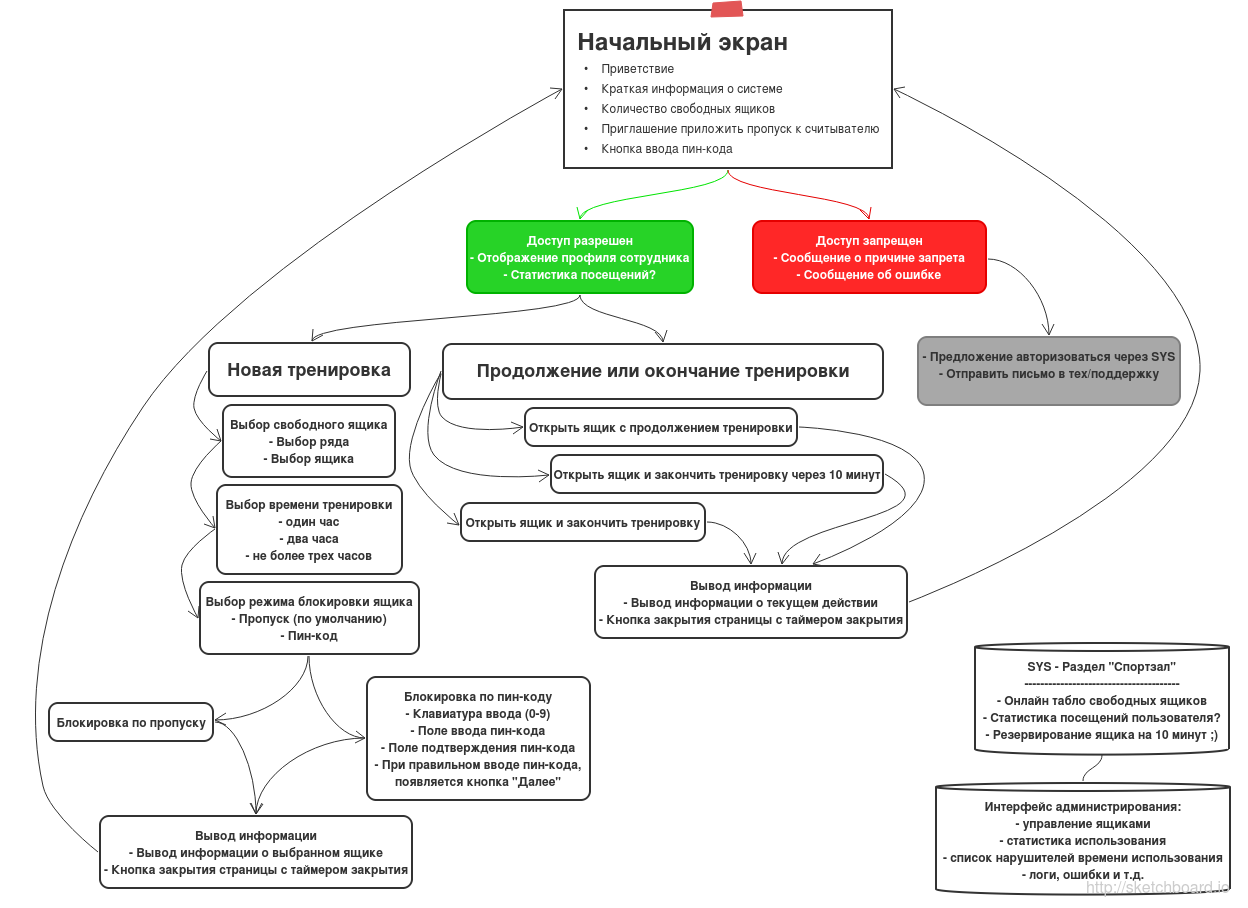 Начальный экран
• Приветствие
• Краткая информация о системе
• Количество свободных ящиков
• Приглашение приложить пропуск к считывателю
• Кнопка ввода пин-кода
Доступ разрешен
- Отображение профиля сотрудника
- Статистика посещений?
Доступ запрещен
- Сообщение о причине запрета
- Сообщение об ошибке
- Предложение авторизоваться через SYS
- Отправить письмо в тех/поддержку
Новая тренировка
Продолжение или окончание тренировки
Выбор свободного ящика
- Выбор ряда
- Выбор ящика
Открыть ящик с продолжением тренировки
Открыть ящик и закончить тренировку через 10 минут
Открыть ящик и закончить тренировку
Выбор времени тренировки
- один час
- два часа
- не более трех часов
Выбор режима блокировки ящика
- Пропуск (по умолчанию)
- Пин-код
Вывод информации
- Вывод информации о текущем действии
- Кнопка закрытия страницы с таймером закрытия
Блокировка по пропуску
Блокировка по пин-коду
- Клавиатура ввода (0-9)
- Поле ввода пин-кода
- Поле подтверждения пин-кода
- При правильном вводе пин-кода,
появляется кнопка "Далее"
Вывод информации
- Вывод информации о выбранном ящике
- Кнопка закрытия страницы с таймером закрытия
SYS - Раздел "Спортзал"
---------------------------------------
- Онлайн табло свободных ящиков
- Статистика посещений пользователя?
- Резервирование ящика на 10 минут ;)
Интерфейс администрирования:
- управление ящиками
- статистика использования
- список нарушителей времени использования
- логи, ошибки и т.д.
http://sketchboard.io